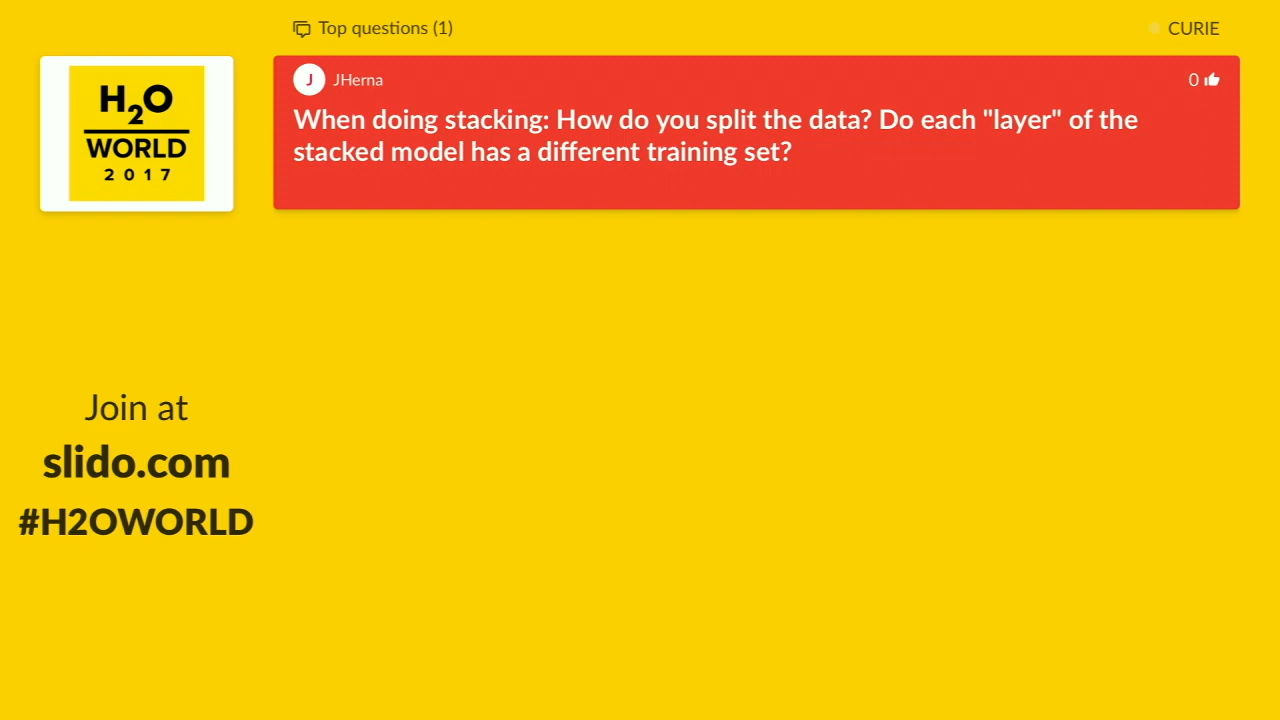 Top questions (1)
CURIE
H2O
WORLD
2017
J
JHerna
0
When doing stacking: How do you split the data? Do each "layer" of the
stacked model has a different training set?
Join at
slido.com
#H2OWORLD